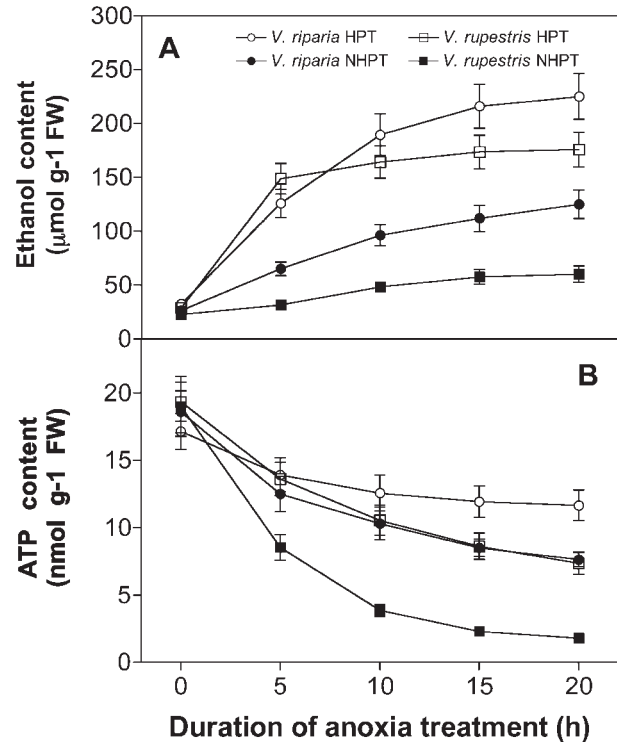 300
250
200
150
100
50
0
Ethanol content
(μmol g-1 FW)
A
V. riparia HPT
V. rupestris HPT
V. riparia NHPT
V. rupestris NHPT
20
15
10
5
0
ATP content
(nmol g-1 FW)
B
0 5 10 15 20
Duration of anoxia treatment (h)